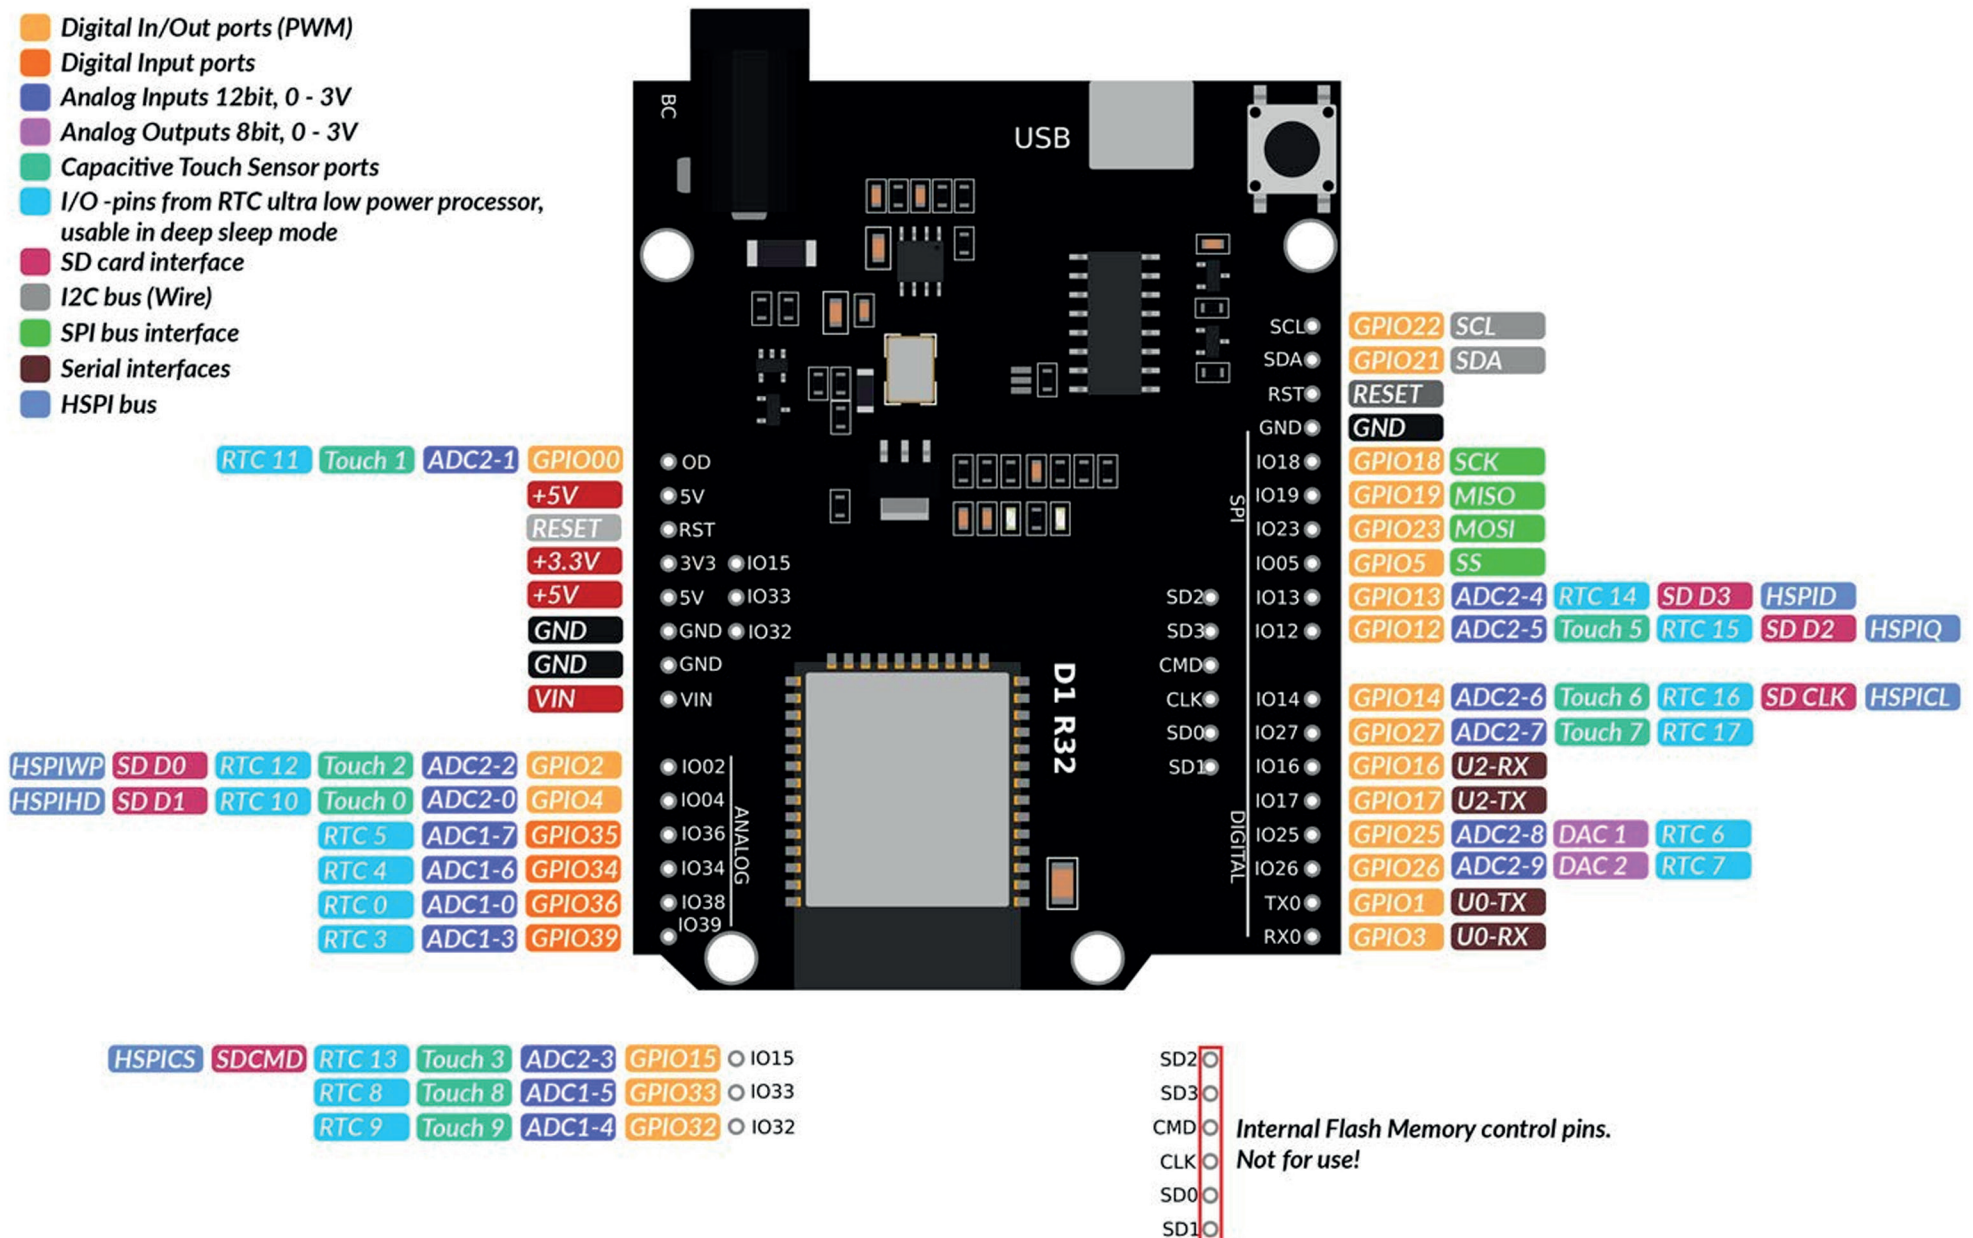 Digital In/Out ports (PWM)
Digital Input ports
Analog Inputs 12bit, 0 - 3V
Analog Outputs 8bit, 0 - 3V
Capacitive Touch Sensor ports
I/O -pins from RTC ultra low power processor,
usable in deep sleep mode
SD card interface
I2C bus (Wire)
SPI bus interface
Serial interfaces
HSPI bus
BC
USB
RTC 11 Touch 1 ADC2-1 GPIO00 OD
+5V 5V
RESET RST
+3.3V 3V3 IO15
+5V 5V IO33
GND GND IO32
GND GND
VIN VIN
HSPIWP SD D0 RTC 12 Touch 2 ADC2-2 GPIO2 IO02
HSPIHD SD D1 RTC 10 Touch 0 ADC2-0 GPIO4 IO04
RTC 5 ADC1-7 GPIO35 IO36
RTC 4 ADC1-6 GPIO34 IO34
RTC 0 ADC1-0 GPIO36 IO38
RTC 3 ADC1-3 GPIO39 IO39
ANALOG
D1 R32
SCL GPIO22 SCL
SDA GPIO21 SDA
RST RESET
GND GND
IO18 GPIO18 SCK
IO19 GPIO19 MISO
IO23 GPIO23 MOSI
IO05 GPIO5 SS
SD2 IO13 GPIO13 ADC2-4 RTC 14 SD D3 HSPID
SD3 IO12 GPIO12 ADC2-5 Touch 5 RTC 15 SD D2 HSPIQ
CMD
CLK IO14 GPIO14 ADC2-6 Touch 6 RTC 16 SD CLK HSPICL
SD0 IO27 GPIO27 ADC2-7 Touch 7 RTC 17
SD1 IO16 GPIO16 U2-RX
IO17 GPIO17 U2-TX
IO25 GPIO25 ADC2-8 DAC 1 RTC 6
IO26 GPIO26 ADC2-9 DAC 2 RTC 7
TX0 GPIO1 U0-TX
RX0 GPIO3 U0-RX
SPI
DIGITAL
HSPICS SDCMD RTC 13 Touch 3 ADC2-3 GPIO15 IO15
RTC 8 Touch 8 ADC1-5 GPIO33 IO33
RTC 9 Touch 9 ADC1-4 GPIO32 IO32
SD2
SD3
CMD
CLK
SD0
SD1
Internal Flash Memory control pins.
Not for use!